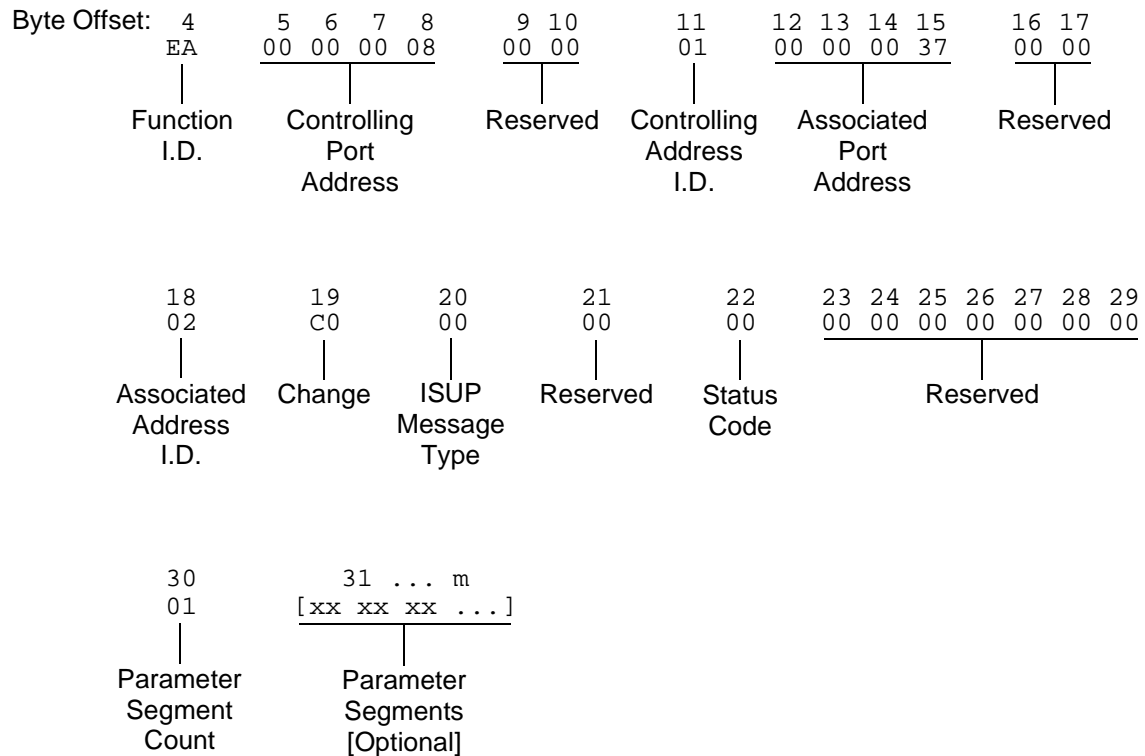 Byte Offset: 4 5 6 7 8 9 10 11 12 13 14 15 16 17
EA 00 00 00 08 00 00 01 00 00 00 37 00 00
Function Controlling Reserved Controlling Associated Reserved
I.D. Port Address Port
Address I.D. Address
18 19 20 21 22 23 24 25 26 27 28 29
02 C0 00 00 00 00 00 00 00 00 00 00
Associated Change ISUP Reserved Status Reserved
Address Message Code
I.D. Type
30 31 ... m
01 [xx xx xx ...]
Parameter Parameter
Segment Segments
Count [Optional]